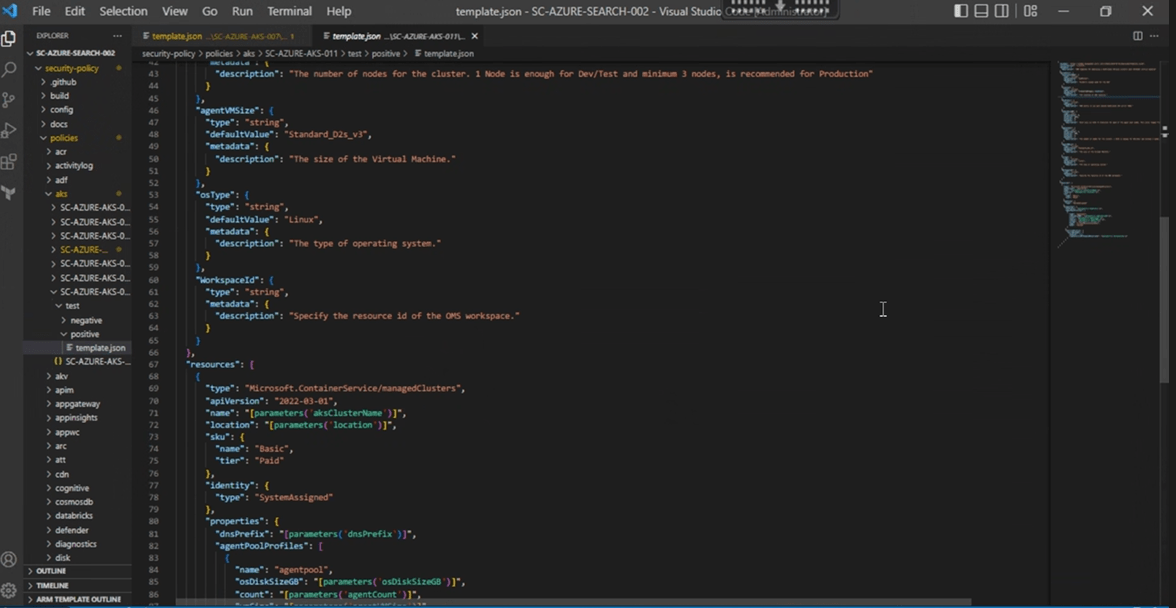 File Edit Selection View Go Run Terminal Help
template.json - SC-AZURE-SEARCH-002 - Visual Studio Code [Administrator]
EXPLORER
SC-AZURE-SEARCH-002
security-policy
.github
build
config
docs
policies
acr
activitylog
adf
aks
SC-AZURE-AKS-0...
SC-AZURE-AKS-0...
SC-AZURE-AKS-0...
SC-AZURE-...
SC-AZURE-AKS-0...
SC-AZURE-AKS-0...
SC-AZURE-AKS-0...
test
negative
positive
template.json
{} SC-AZURE-AKS-...
akv
apim
appgateway
appinsights
appwc
arc
att
cdn
cognitive
cosmosdb
databricks
defender
diagnostics
disk
OUTLINE
TIMELINE
ARM TEMPLATE OUTLINE
template.json ...\SC-AZURE-AKS-007\... 1
template.json ...\SC-AZURE-AKS-011\...
security-policy > policies > aks > SC-AZURE-AKS-011 > test > positive > template.json
42 "metadata": {
43 "description": "The number of nodes for the cluster. 1 Node is enough for Dev/Test and minimum 3 nodes, is recommended for Production"
44 }
45 },
46 "agentVMSize": {
47 "type": "string",
48 "defaultValue": "Standard_D2s_v3",
49 "metadata": {
50 "description": "The size of the Virtual Machine."
51 }
52 },
53 "osType": {
54 "type": "string",
55 "defaultValue": "Linux",
56 "metadata": {
57 "description": "The type of operating system."
58 }
59 },
60 "WorkspaceId": {
61 "type": "string",
62 "metadata": {
63 "description": "Specify the resource id of the OMS workspace."
64 }
65 }
66 },
67 "resources": [
68 {
69 "type": "Microsoft.ContainerService/managedClusters",
70 "apiVersion": "2022-03-01",
71 "name": "[parameters('aksClusterName')]",
72 "location": "[parameters('location')]",
73 "sku": {
74 "name": "Basic",
75 "tier": "Paid"
76 },
77 "identity": {
78 "type": "SystemAssigned"
79 },
80 "properties": {
81 "dnsPrefix": "[parameters('dnsPrefix')]",
82 "agentPoolProfiles": [
83 {
84 "name": "agentpool",
85 "osDiskSizeGB": "[parameters('osDiskSizeGB')]",
86 "count": "[parameters('agentCount')]",